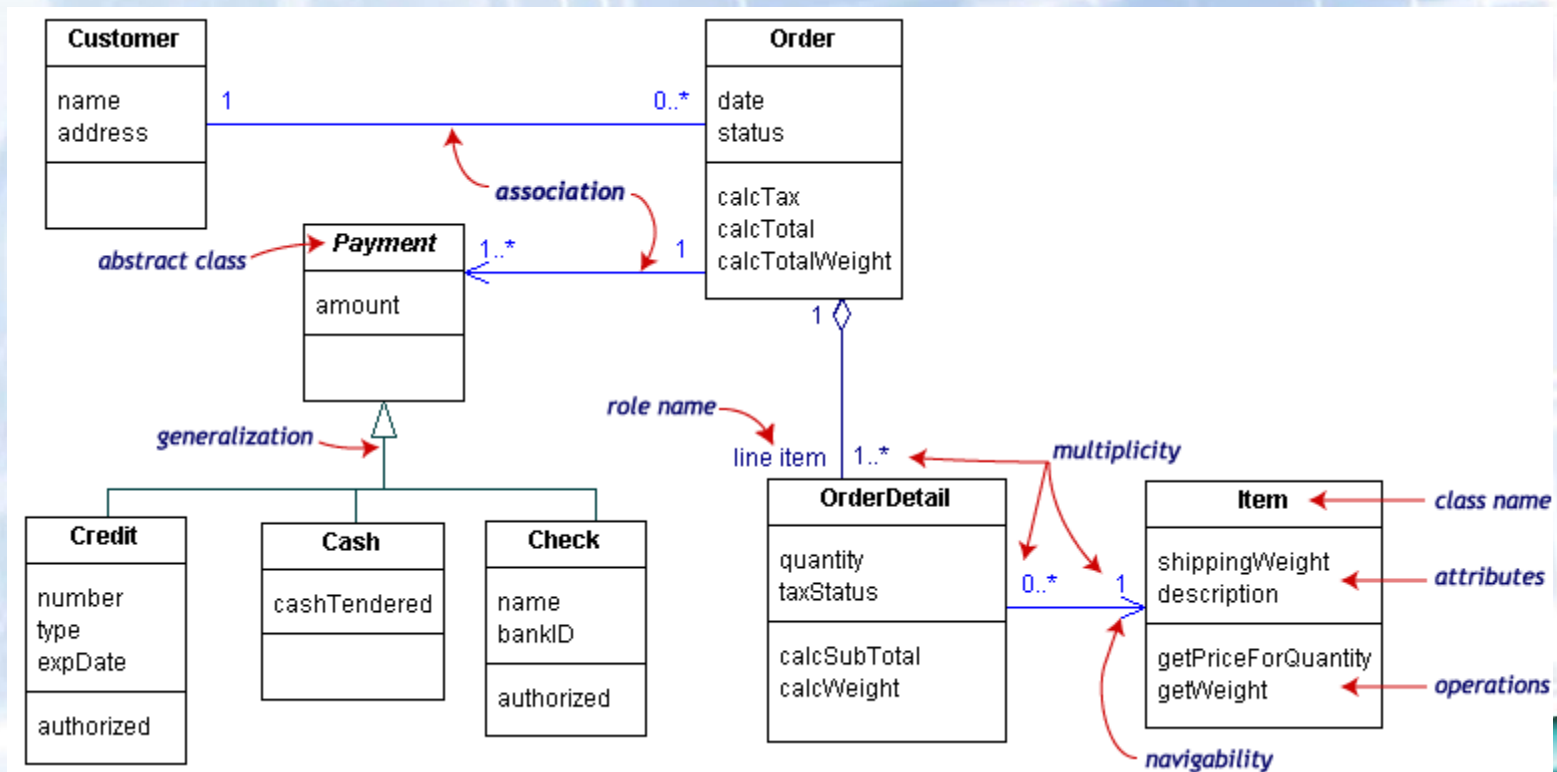 Customer
name
address
1
0..*
Order
date
status
calcTax
calcTotal
calcTotalWeight
association
abstract class
Payment
amount
1..*
1
1
generalization
role name
line item
1..*
multiplicity
Credit
number
type
expDate
authorized
Cash
cashTendered
Check
name
bankID
authorized
OrderDetail
quantity
taxStatus
calcSubTotal
calcWeight
0..*
1
Item
shippingWeight
description
getPriceForQuantity
getWeight
class name
attributes
operations
navigability